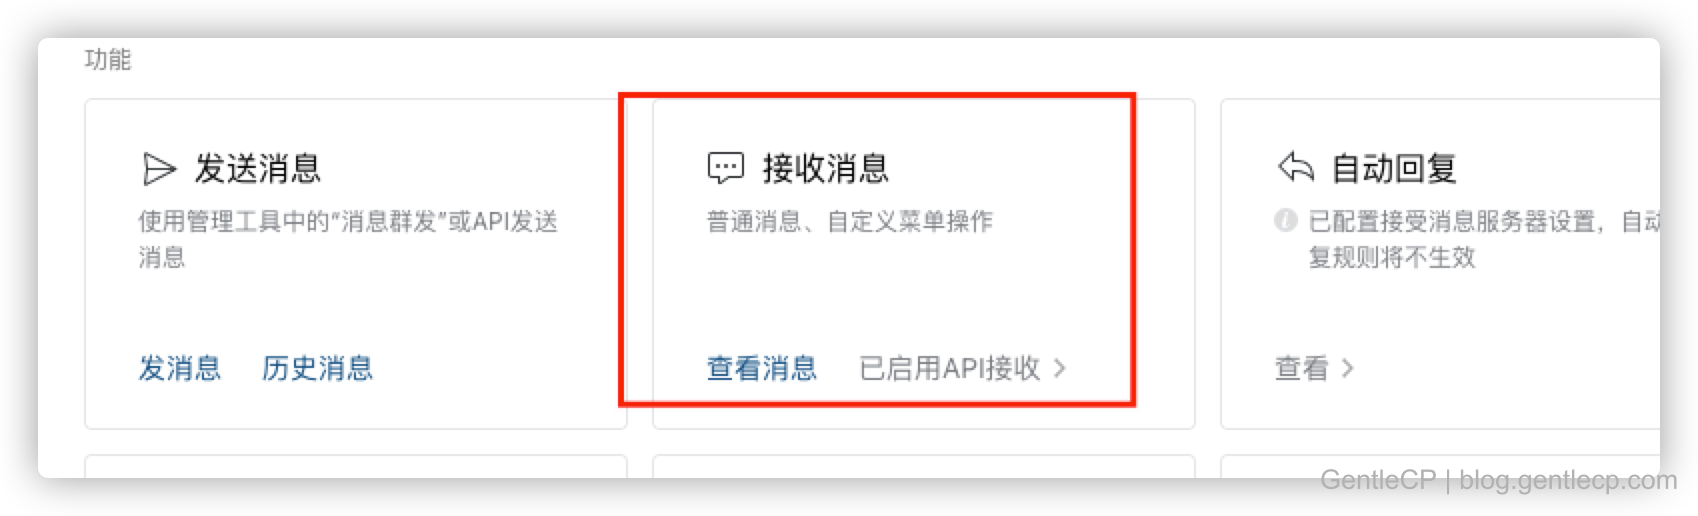 功能
发送消息
使用管理工具中的“消息群发”或API发送
消息
发消息 历史消息
接收消息
普通消息、自定义菜单操作
查看消息 已启用API接收 >
自动回复
已配置接受消息服务器设置，自动
复规则将不生效
查看 >
GentleCP | blog.gentlecp.com